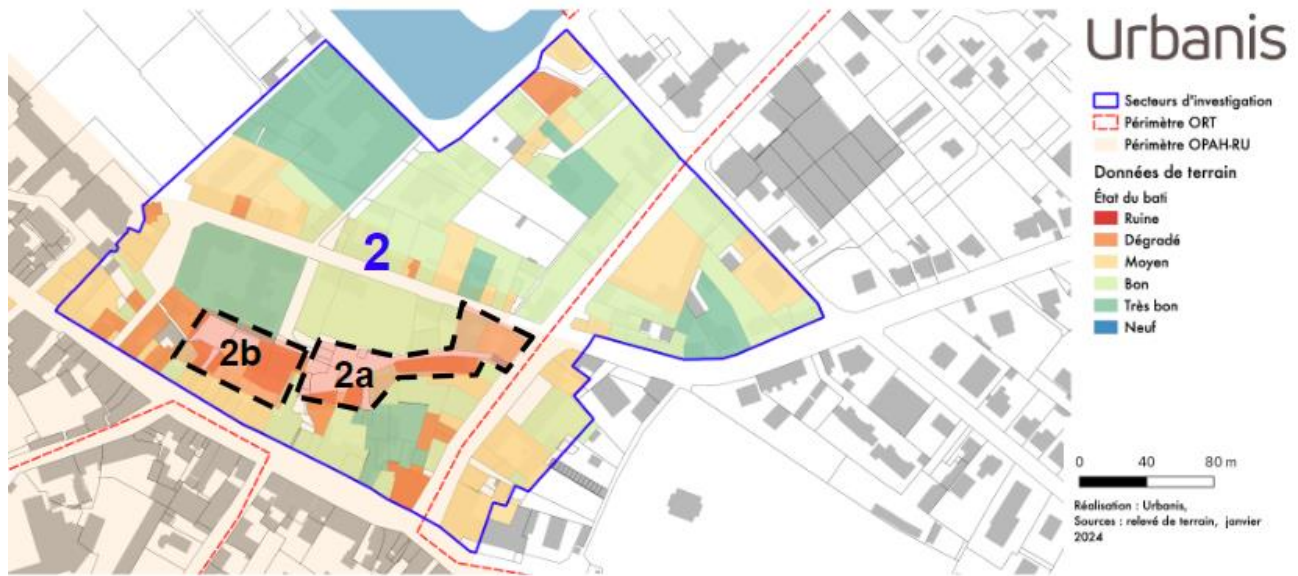 Urbanis
Secteurs d'investigation
Périmètre ORT
Périmètre OPAH-RU
Données de terrain
État du bati
Ruine
Dégradé
Moyen
Bon
Très bon
Neuf
2
2b
2a
0 40 80 m
Réalisation : Urbanis,
Sources : relevé de terrain, janvier
2024